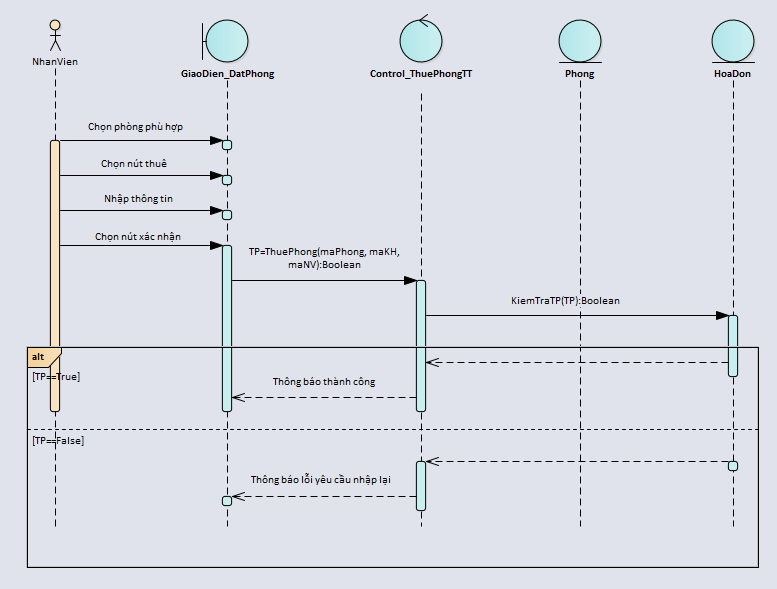 NhanVien
GiaoDien_DatPhong
Control_ThuePhongTT
Phong
HoaDon
Chọn phòng phù hợp
Chọn nút thuê
Nhập thông tin
Chọn nút xác nhận
TP=ThuePhong(maPhong, maKH,
maNV):Boolean
KiemTraTP(TP):Boolean
alt
[TP==True]
Thông báo thành công
[TP==False]
Thông báo lỗi yêu cầu nhập lại